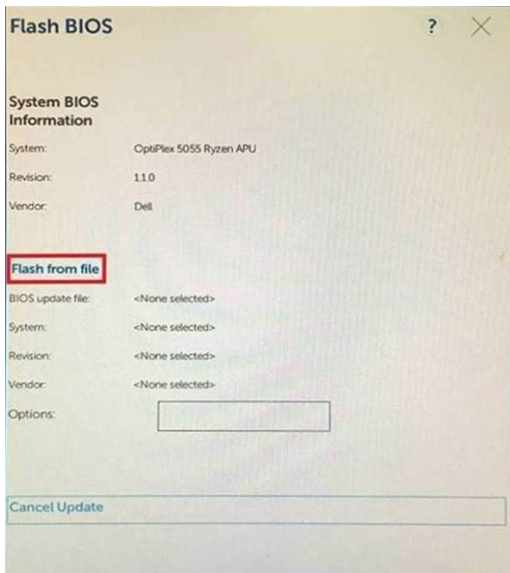 Flash BIOS ?
System BIOS
Information
System: OptiPlex 5055 Ryzen APU
Revision: 1.1.0
Vendor: Dell
Flash from file
BIOS update file: <None selected>
System: <None selected>
Revision: <None selected>
Vendor: <None selected>
Options:
Cancel Update